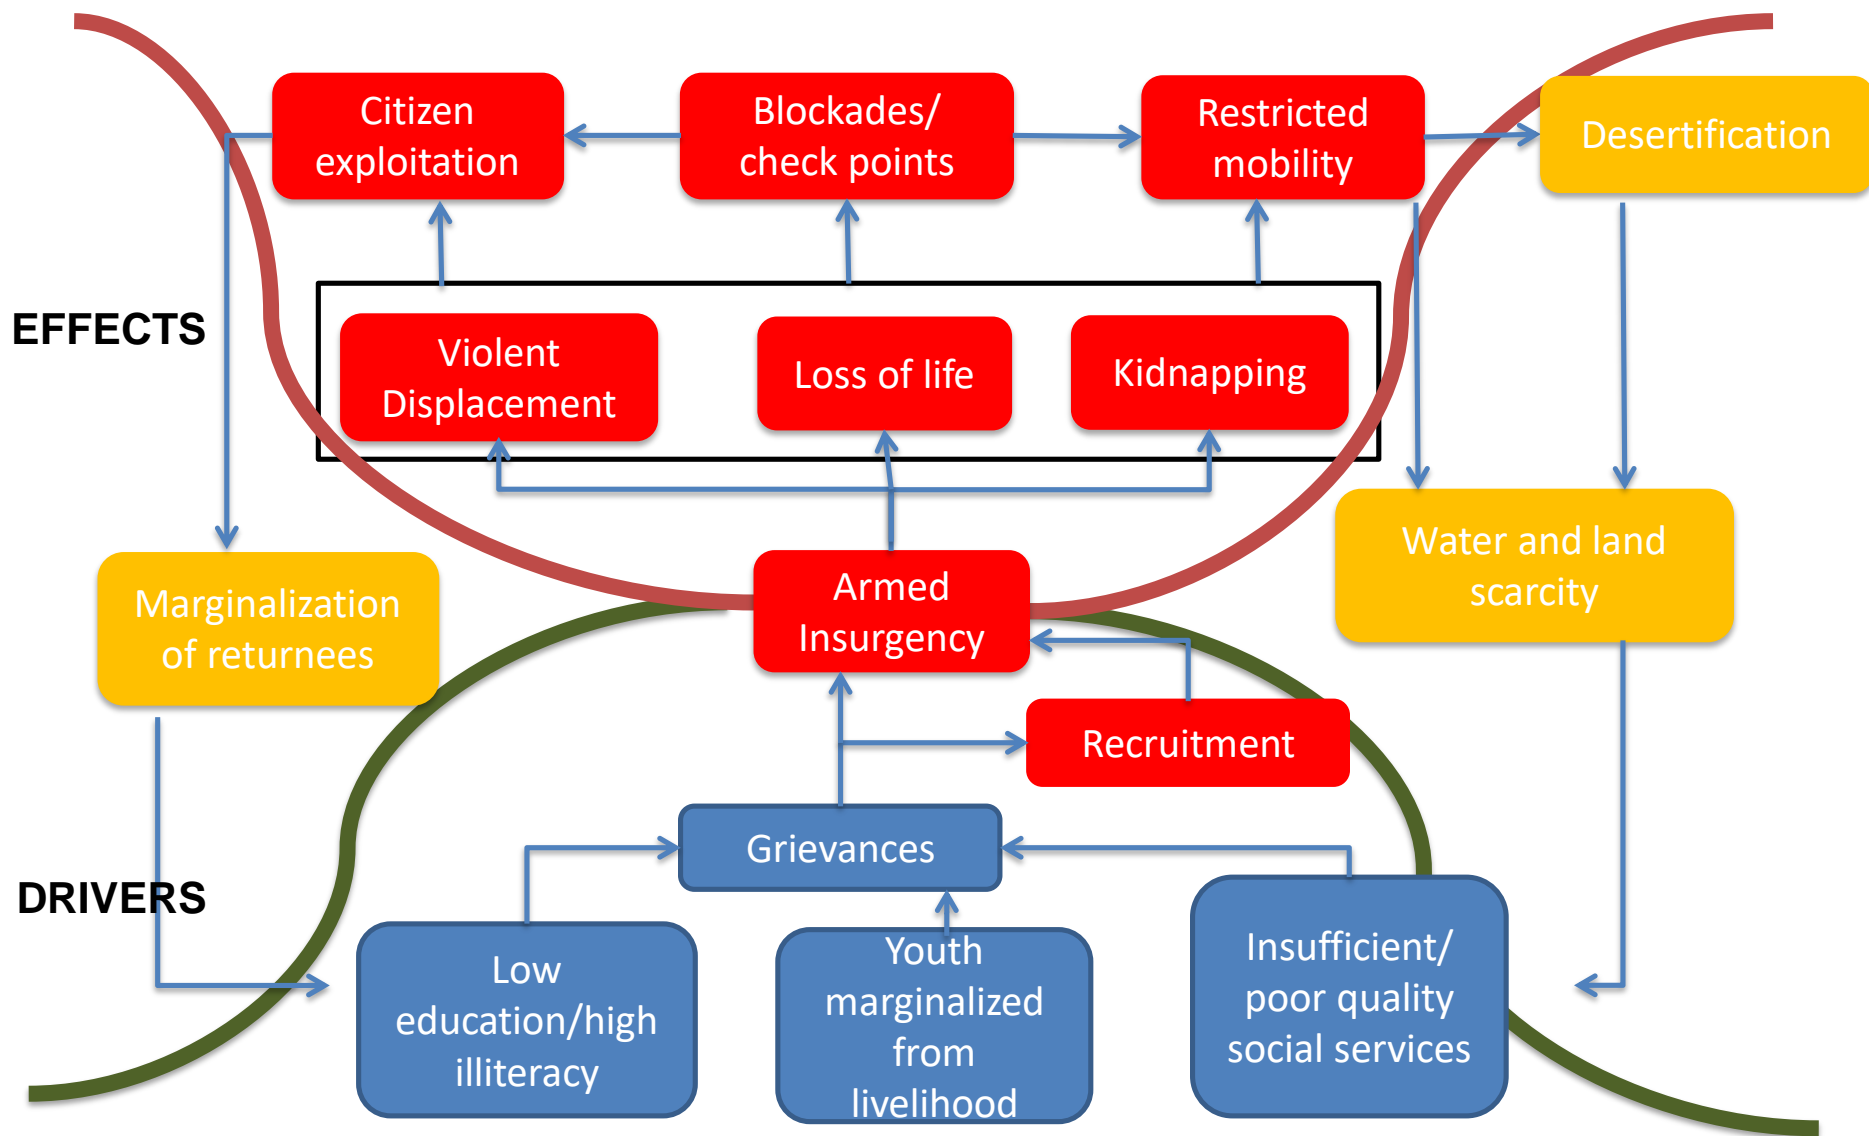 Citizen
exploitation
Blockades/
check points
Restricted
mobility
Desertification
EFFECTS
Violent
Displacement
Loss of life
Kidnapping
Water and land
scarcity
Marginalization
of returnees
Armed
Insurgency
Recruitment
Grievances
DRIVERS
Low
education/high
illiteracy
Youth
marginalized
from
livelihood
Insufficient/
poor quality
social services